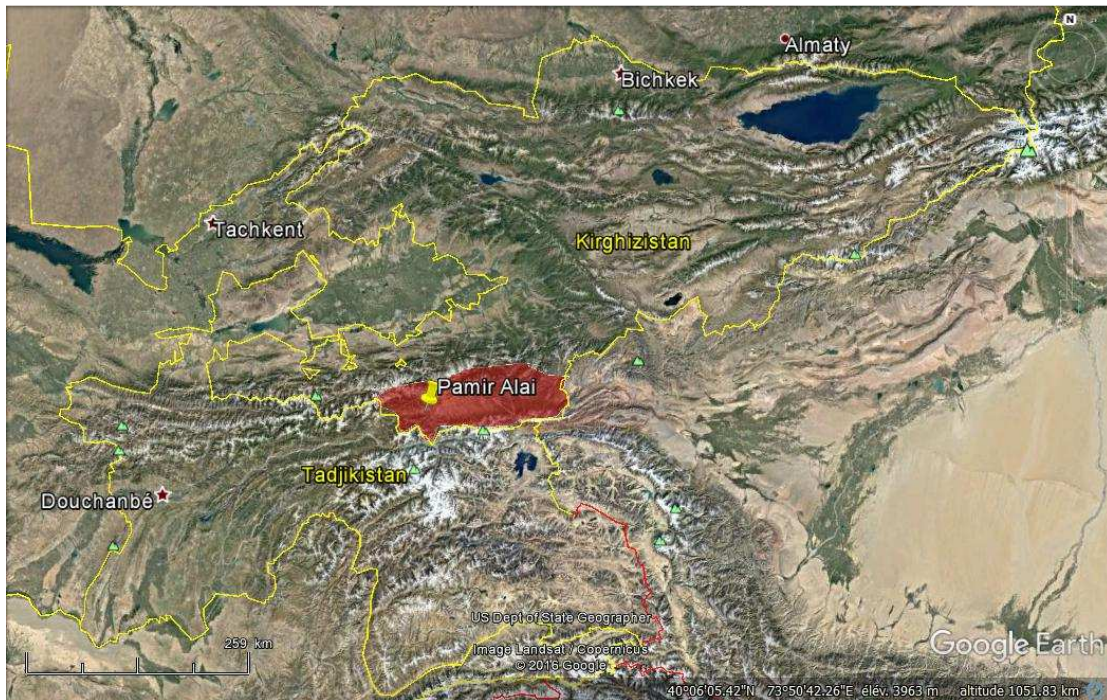 N
Almaty
Bichkek
Tachkent
Kirghizistan
Pamir Alai
Tadjikistan
Douchanbé
US Dept of State Geographer
259 km
Image Landsat / Copernicus
© 2016 Google
Google Earth
40°06'05.42"N 73°50'42.26"E élév. 3963 m altitude 1051.83 km